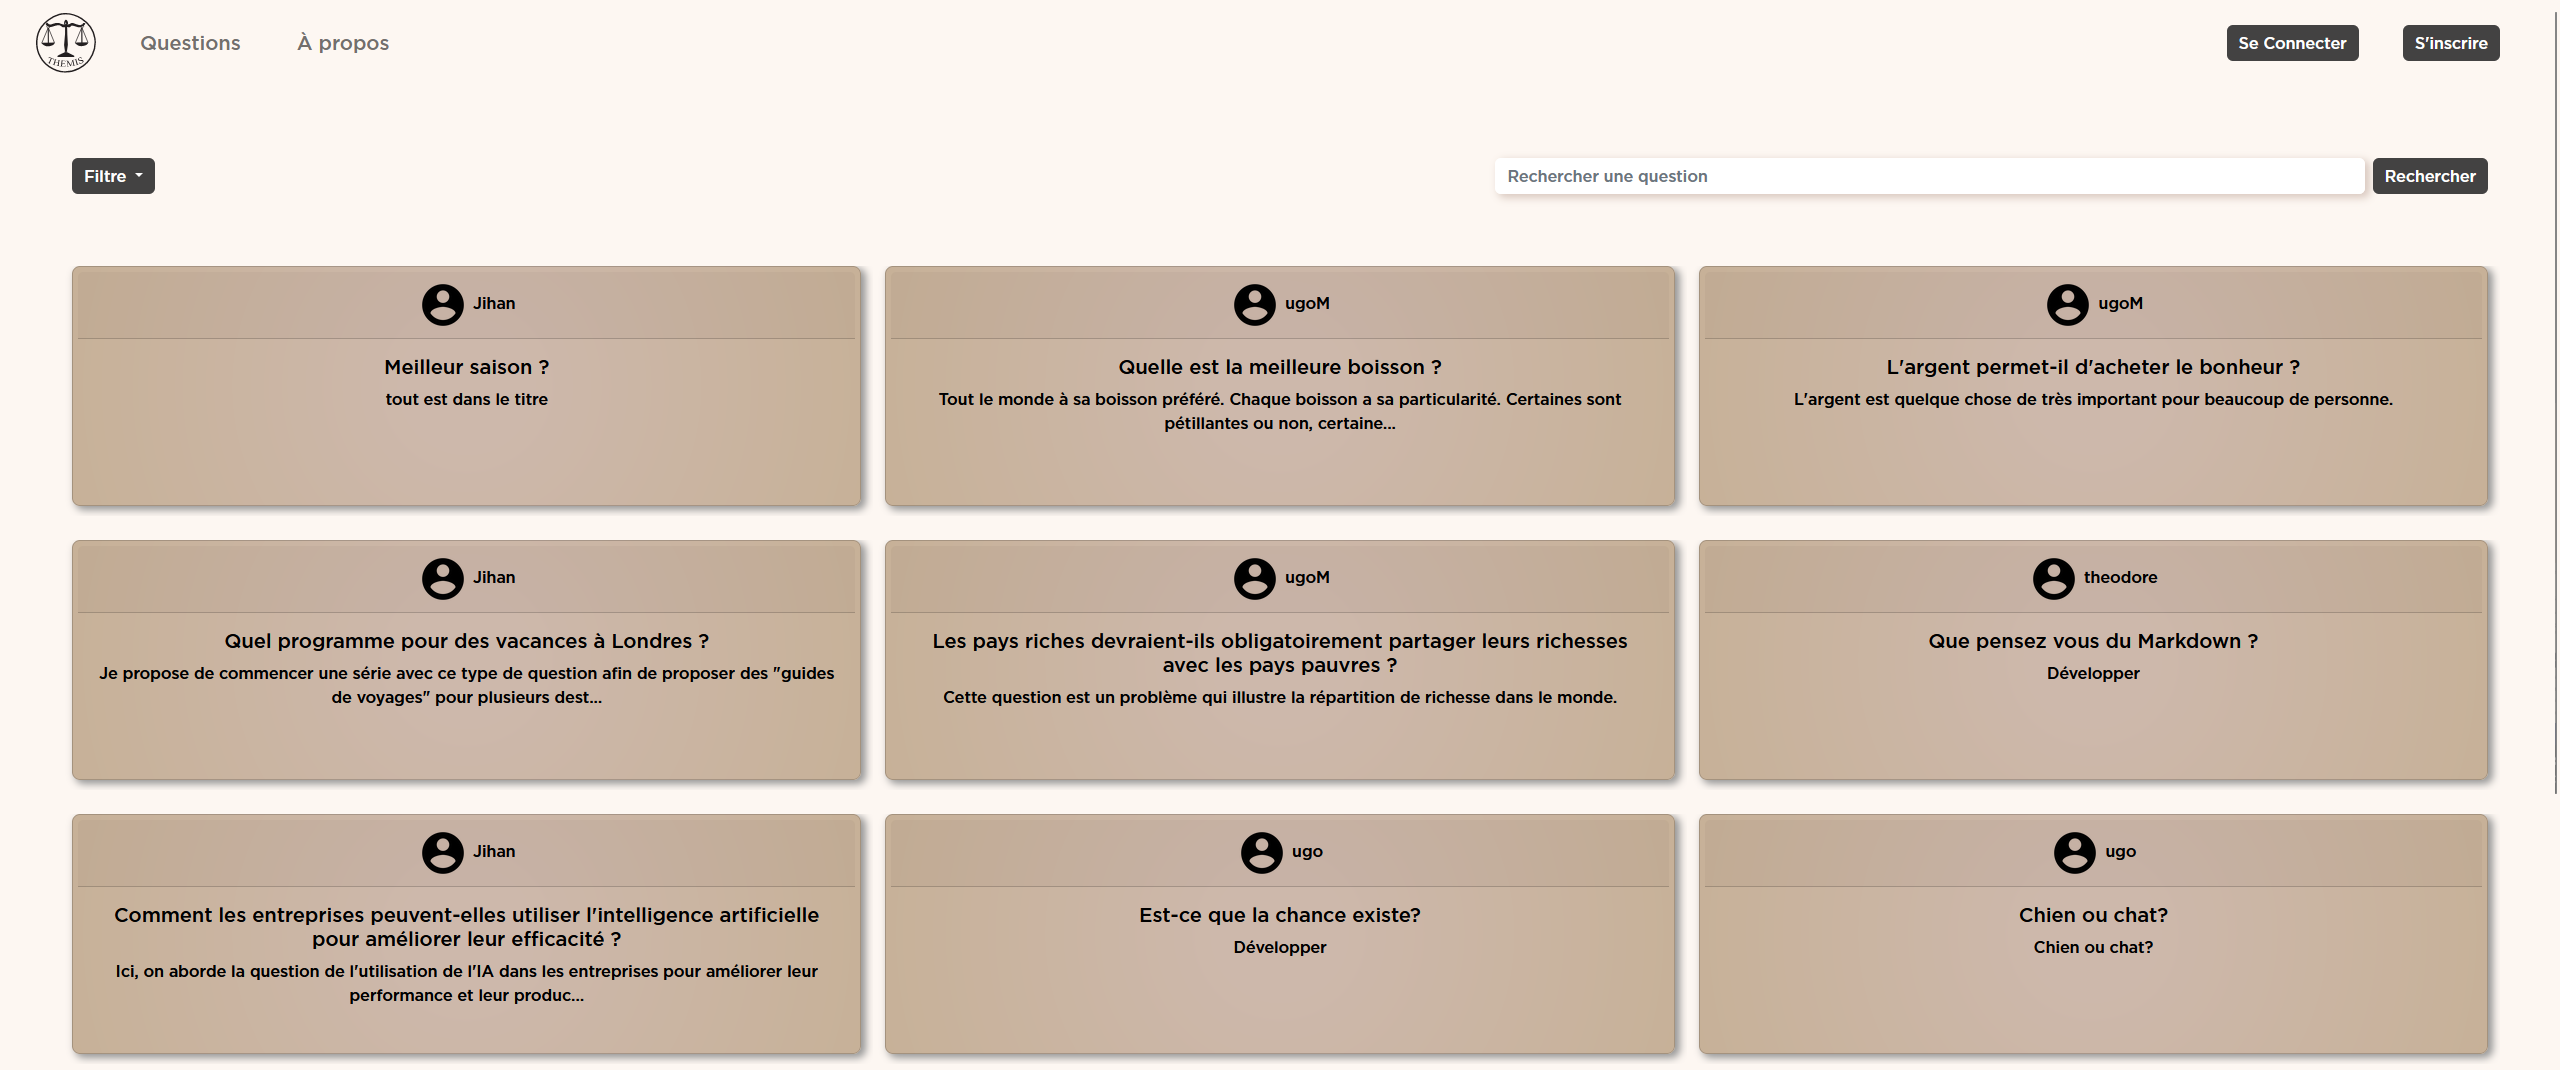 THEMIS
Questions
À propos
Se Connecter
S'inscrire
Filtre
Rechercher une question
Rechercher
Jihan
Meilleur saison ?
tout est dans le titre
ugoM
Quelle est la meilleure boisson ?
Tout le monde à sa boisson préféré. Chaque boisson a sa particularité. Certaines sont
pétillantes ou non, certaine...
ugoM
L'argent permet-il d'acheter le bonheur ?
L'argent est quelque chose de très important pour beaucoup de personne.
Jihan
Quel programme pour des vacances à Londres ?
Je propose de commencer une série avec ce type de question afin de proposer des "guides
de voyages" pour plusieurs dest...
ugoM
Les pays riches devraient-ils obligatoirement partager leurs richesses
avec les pays pauvres ?
Cette question est un problème qui illustre la répartition de richesse dans le monde.
theodore
Que pensez vous du Markdown ?
Développer
Jihan
Comment les entreprises peuvent-elles utiliser l'intelligence artificielle
pour améliorer leur efficacité ?
Ici, on aborde la question de l'utilisation de l'IA dans les entreprises pour améliorer leur
performance et leur produc...
ugo
Est-ce que la chance existe?
Développer
ugo
Chien ou chat?
Chien ou chat?